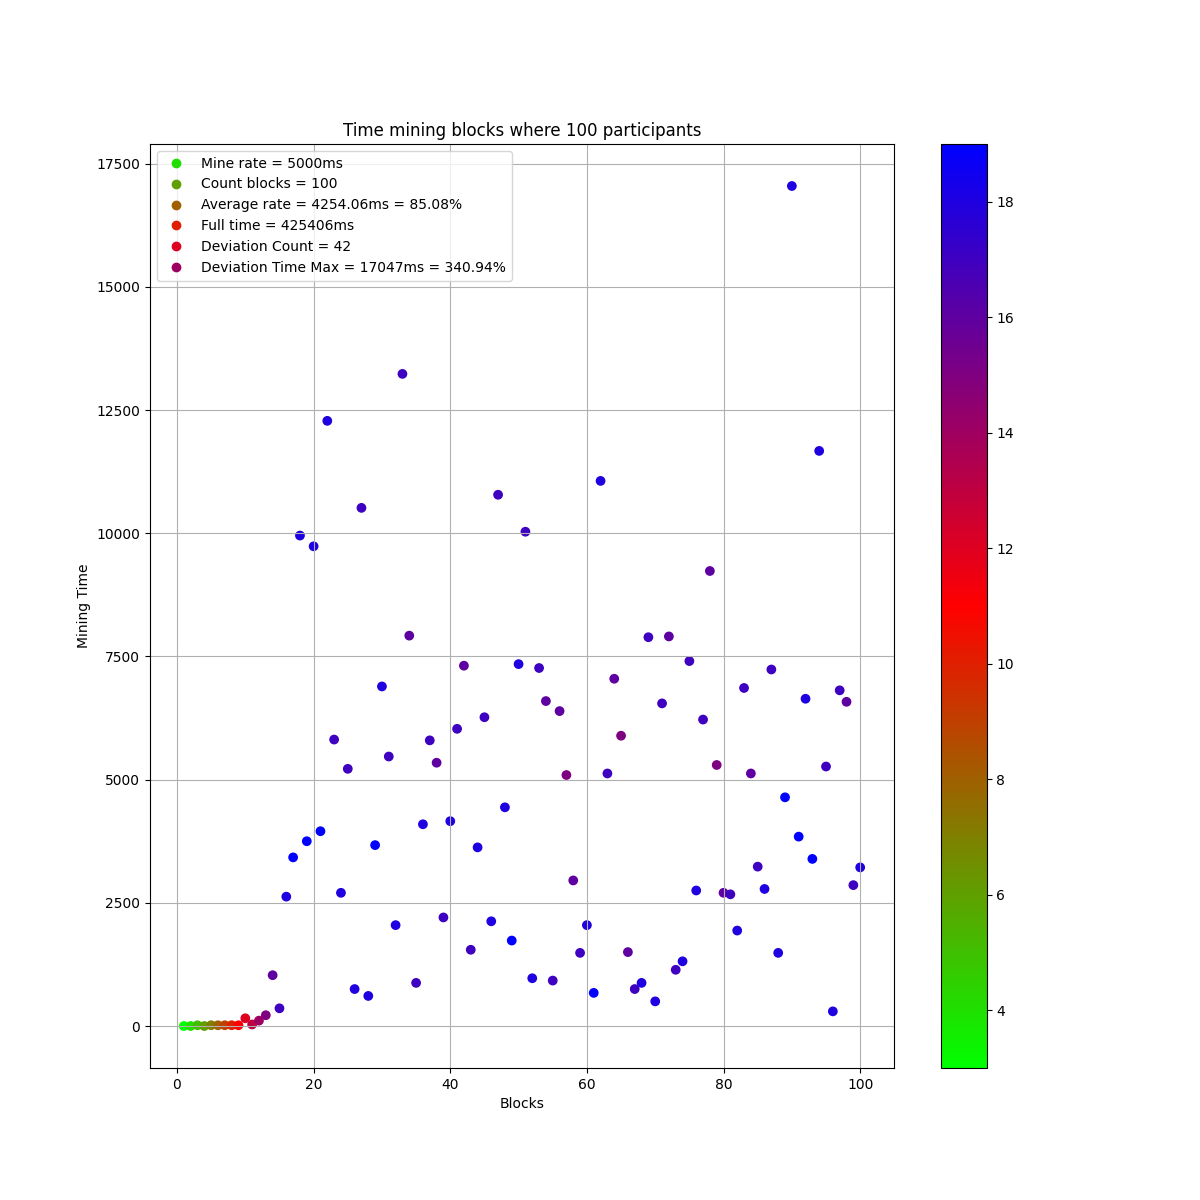 Time mining blocks where 100 participants
Mine rate = 5000ms
Count blocks = 100
Average rate = 4254.06ms = 85.08%
Full time = 425406ms
Deviation Count = 42
Deviation Time Max = 17047ms = 340.94%
17500
15000
12500
10000
7500
5000
2500
0
Mining Time
0 20 40 60 80 100
Blocks
18
16
14
12
10
8
6
4